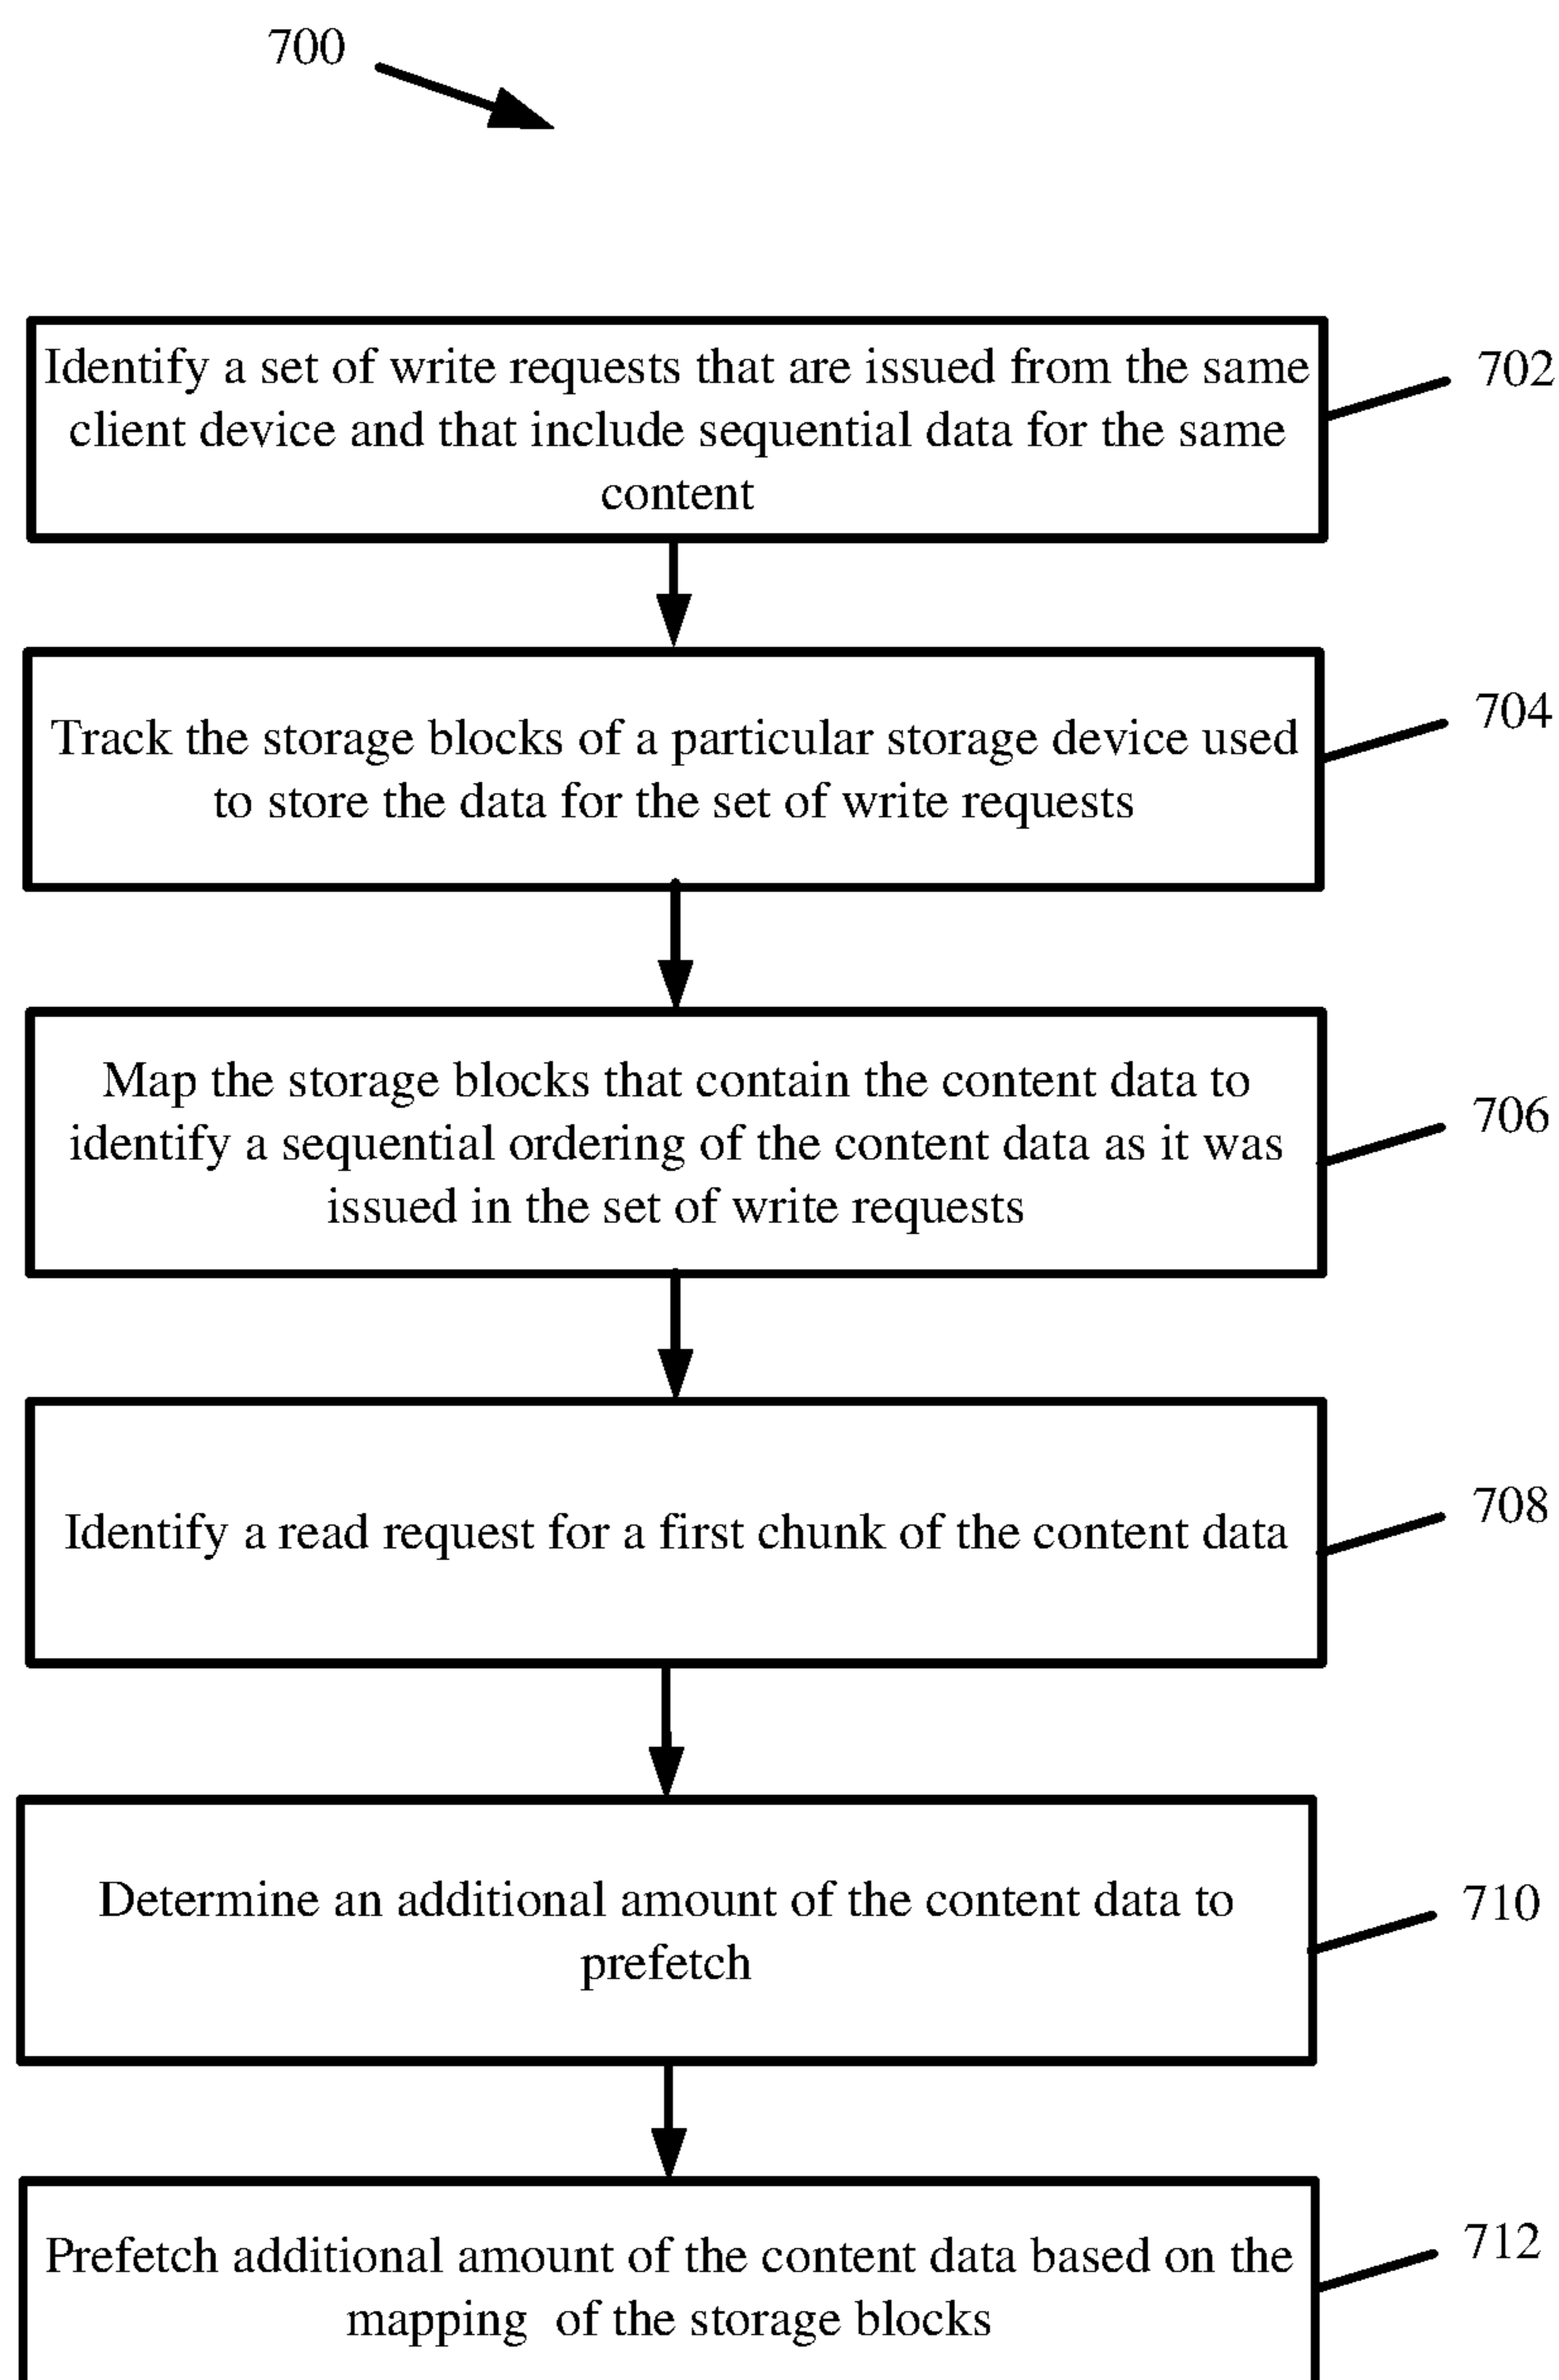 700
Identify a set of write requests that are issued from the same
client device and that include sequential data for the same
content
702
Track the storage blocks of a particular storage device used
to store the data for the set of write requests
704
Map the storage blocks that contain the content data to
identify a sequential ordering of the content data as it was
issued in the set of write requests
706
Identify a read request for a first chunk of the content data
708
Determine an additional amount of the content data to
prefetch
710
Prefetch additional amount of the content data based on the
mapping of the storage blocks
712